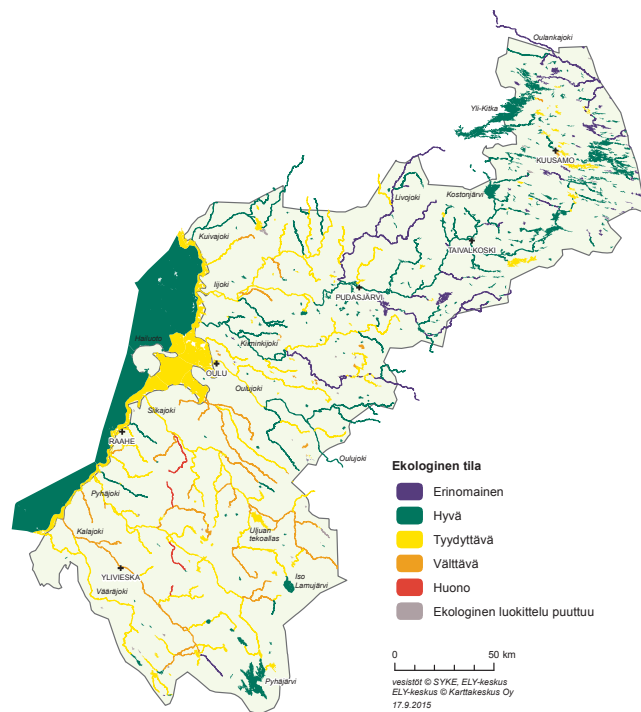 Oulankajoki
Yli-Kitka
KUUSAMO
Livojoki
Kostonjärvi
Kuivajoki
TAIVALKOSKI
Iijoki
PUDASJÄRVI
Hailuoto
Kiiminkijoki
OULU
Oulujoki
Siikajoki
RAAHE
Oulujoki
Pyhäjoki
Kalajoki
Uljuan
tekoallas
YLIVIESKA
Iso
Lamujärvi
Vääräjoki
Pyhäjärvi
Ekologinen tila
Erinomainen
Hyvä
Tyydyttävä
Välttävä
Huono
Ekologinen luokittelu puuttuu
0 50 km
vesistöt © SYKE, ELY-keskus
ELY-keskus © Karttakeskus Oy
17.9.2015